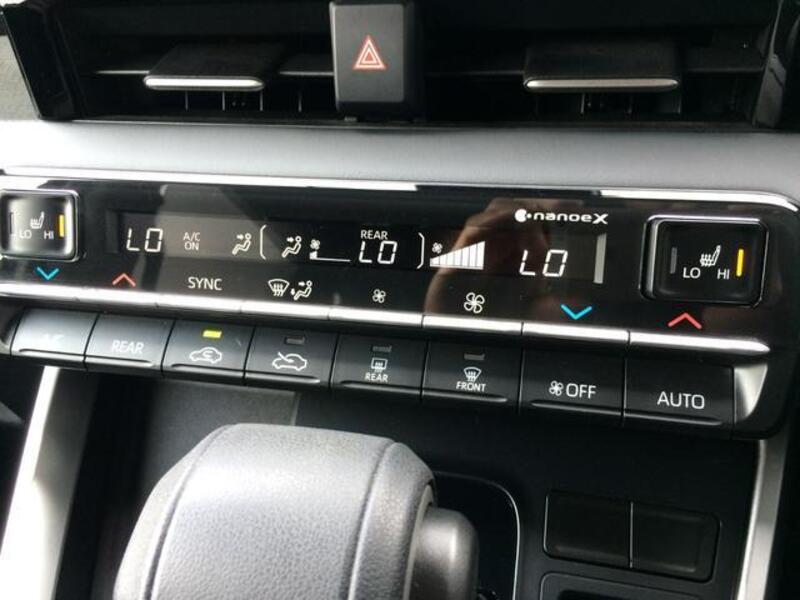 nanoeX
LO HI
LO
A/C
ON
REAR
LO
LO
LO HI
SYNC
A/C
REAR
REAR
FRONT
OFF
AUTO